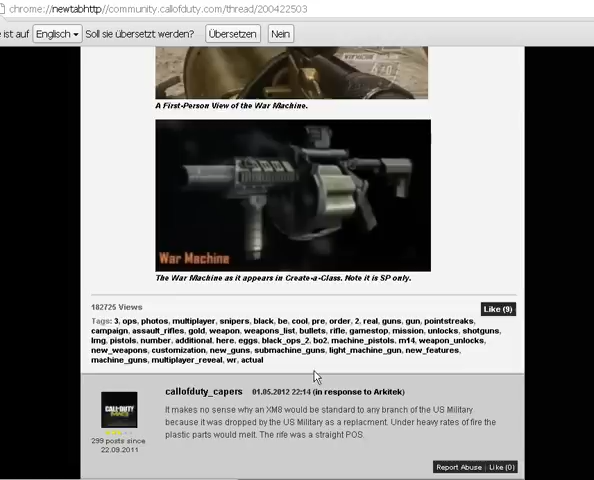 chrome://newtabhttp//community.callofduty.com/thread/200422503
e ist auf Englisch Soll sie übersetzt werden? Übersetzen Nein
A First-Person View of the War Machine.
War Machine
The War Machine as it appears in Create-a-Class. Note it is SP only.
182725 Views
Like (9)
Tags: 3, ops, photos, multiplayer, snipers, black, be, cool, pre, order, 2, real, guns, gun, pointstreaks,
campaign, assault_rifles, gold, weapon, weapons_list, bullets, rifle, gamestop, mission, unlocks, shotguns,
lmg, pistols, number, additional, here, eggs, black_ops_2, bo2, machine_pistols, m14, weapon_unlocks,
new_weapons, customization, new_guns, submachine_guns, light_machine_gun, new_features,
machine_guns, multiplayer_reveal, wr, actual
callofduty_capers 01.05.2012 22:14 (in response to Arkitek)
It makes no sense why an XM8 would be standard to any branch of the US Military
because it was dropped by the US Military as a replacment. Under heavy rates of fire the
plastic parts would melt. The rife was a straight POS.
CALL OF DUTY
MW3
299 posts since
22.09.2011
Report Abuse | Like (0)